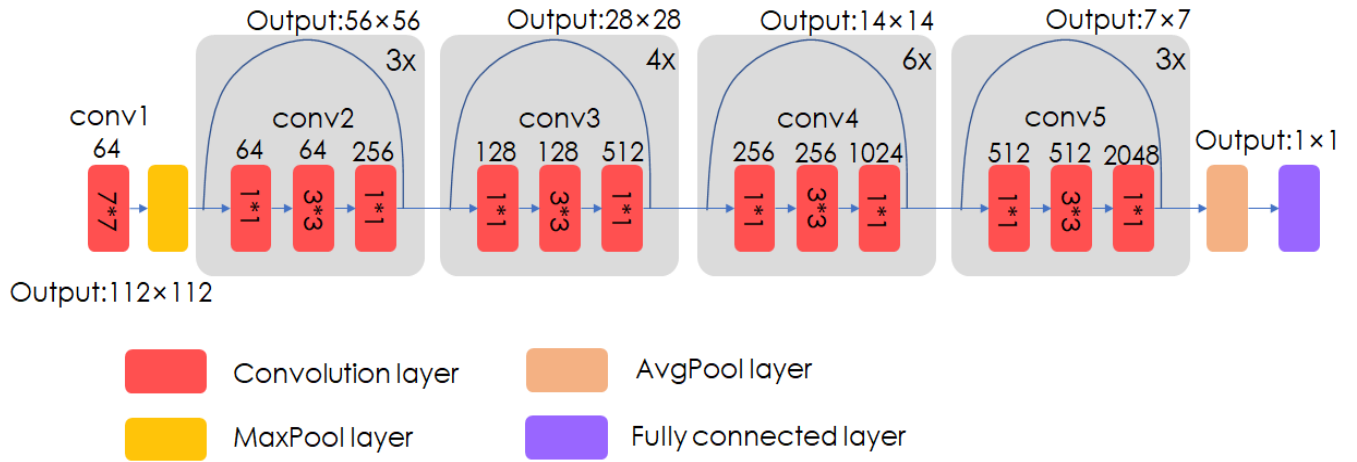 Output:56×56
Output:28×28
Output:14×14
Output:7×7
3x
4x
6x
3x
conv1
conv2
conv3
conv4
conv5
Output:1×1
64
64
64
256
128
128
512
256
256
1024
512
512
2048
7*7
1*1
3*3
1*1
1*1
3*3
1*1
1*1
3*3
1*1
1*1
3*3
1*1
Output:112×112
Convolution layer
AvgPool layer
MaxPool layer
Fully connected layer